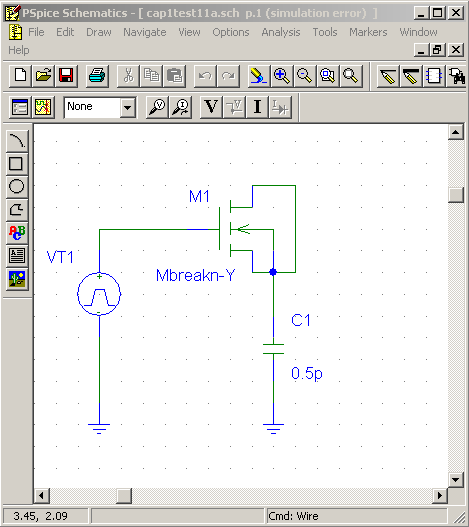 PSpice Schematics - [ cap1test11a.sch p.1 (simulation error) ]
File Edit Draw Navigate View Options Analysis Tools Markers Window
Help
None V V I
ABC
M1
VT1
Mbreakn-Y
C1
0.5p
3.45, 2.09 Cmd: Wire